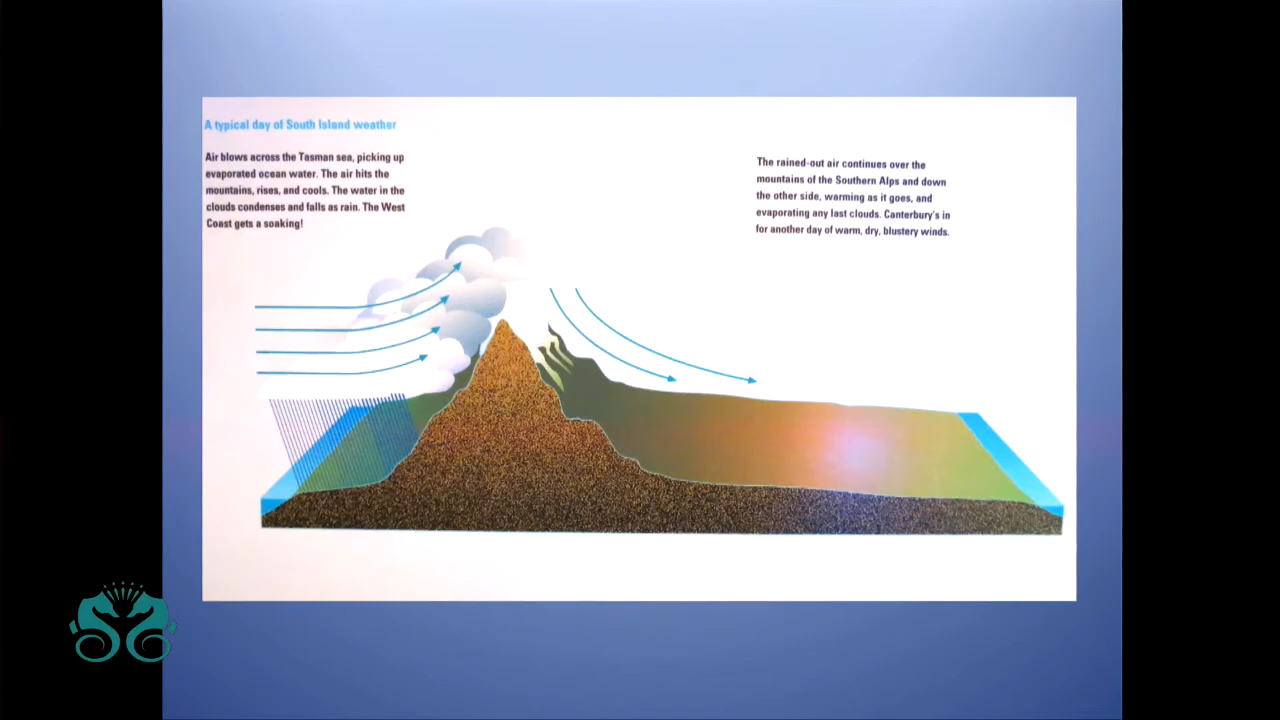 A typical day of South Island weather
Air blows across the Tasman sea, picking up
evaporated ocean water. The air hits the
mountains, rises, and cools. The water in the
clouds condenses and falls as rain. The West
Coast gets a soaking!
The rained-out air continues over the
mountains of the Southern Alps and down
the other side, warming as it goes, and
evaporating any last clouds. Canterbury's in
for another day of warm, dry, blustery winds.